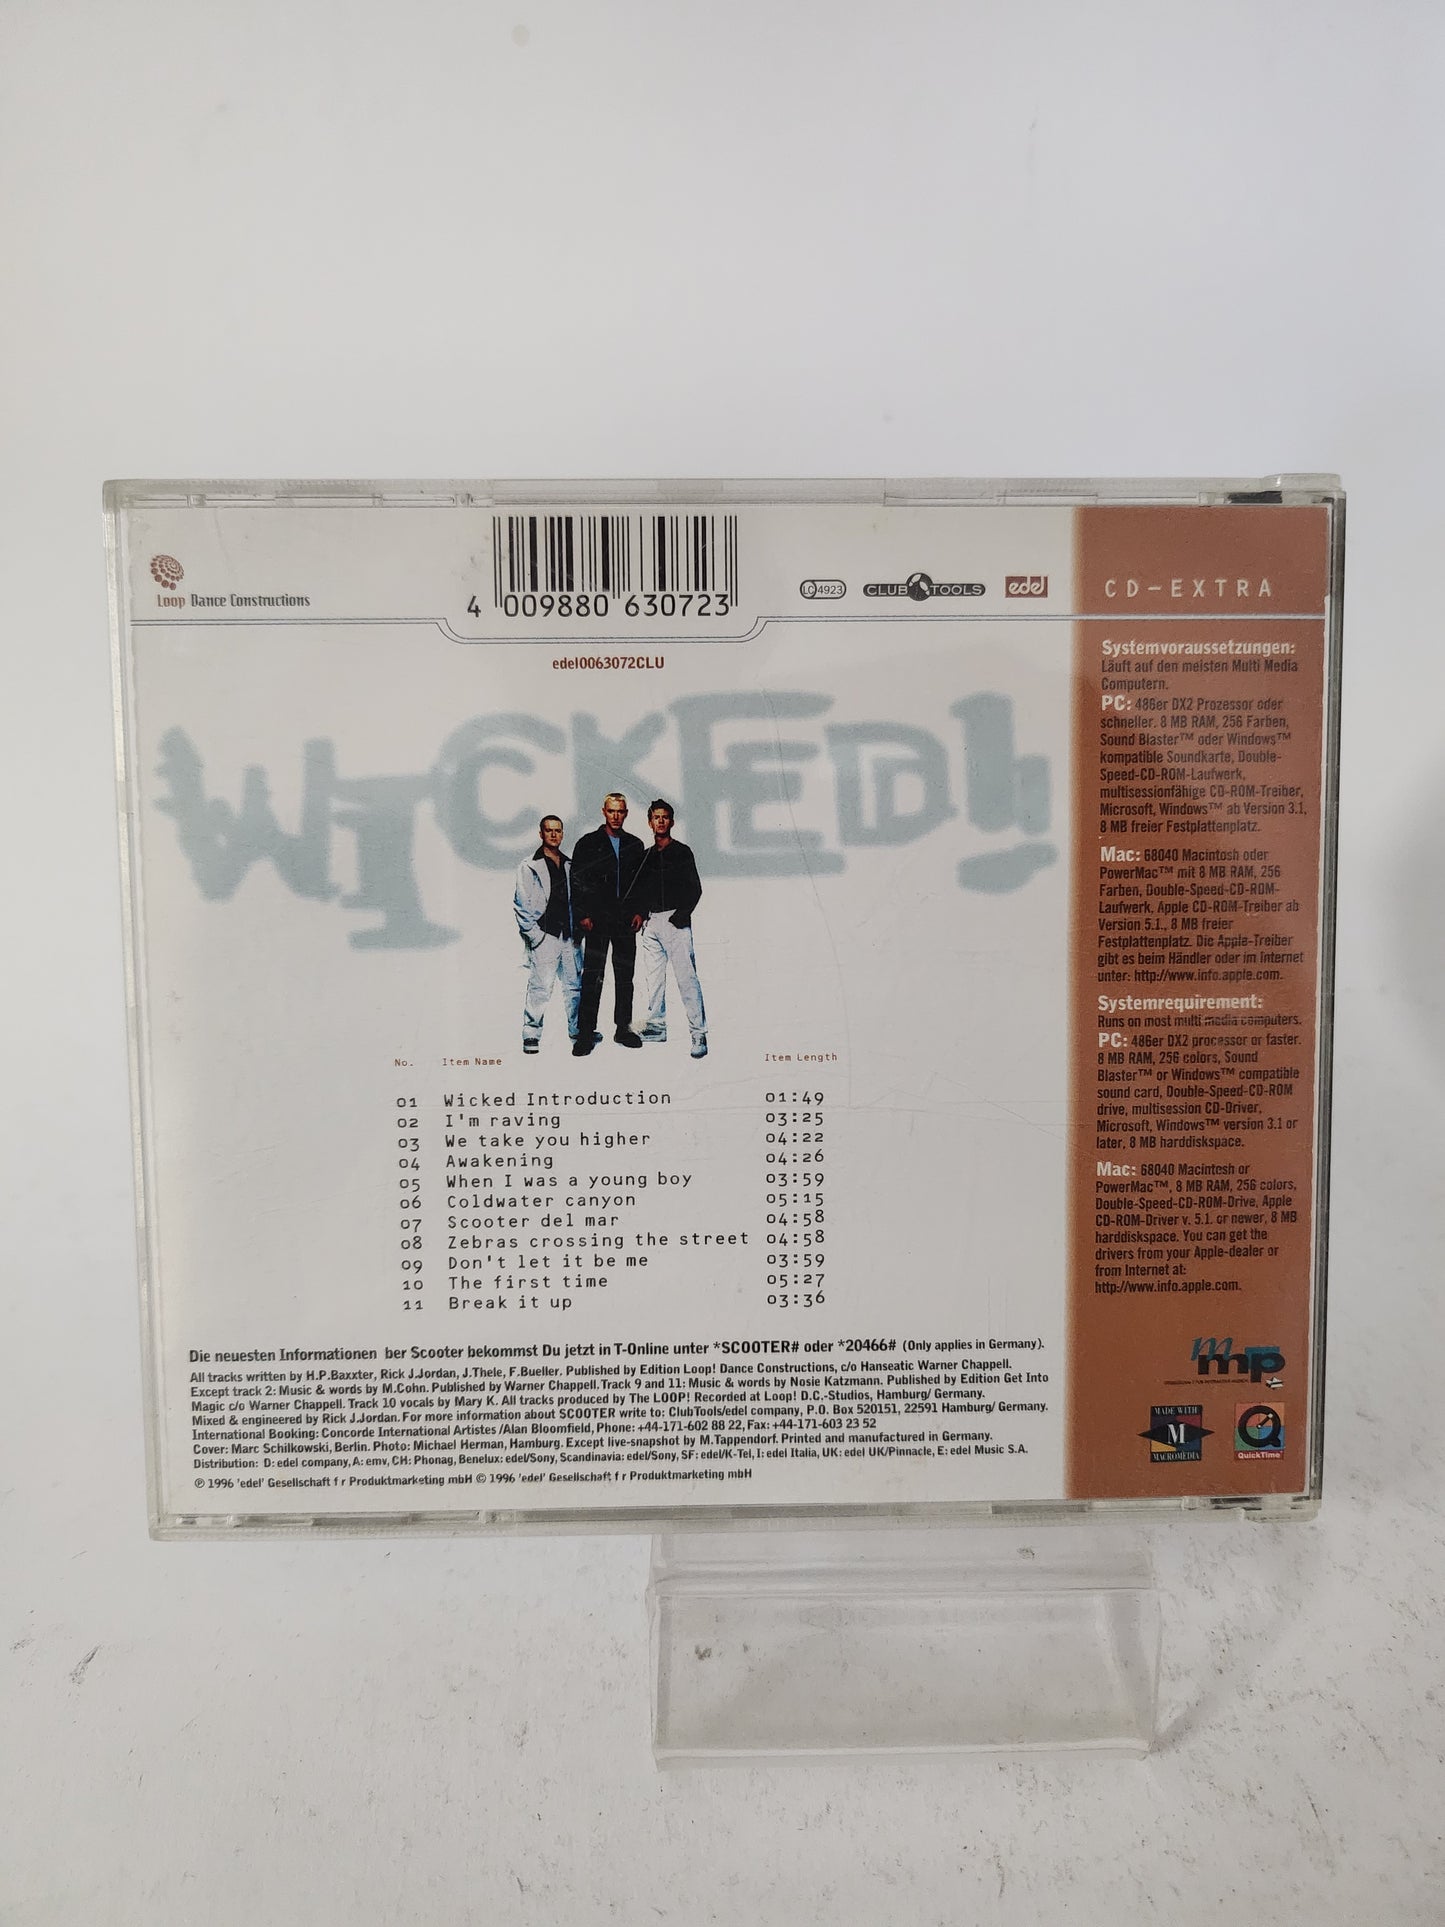 Loop Dance Constructions
4 009880 630723
LC 4923
CLUB TOOLS
edel
CD-EXTRA
edel0063072CLU
WICKED!
No. Item Name Item Length
01 Wicked Introduction 01:49
02 I'm raving 03:25
03 We take you higher 04:22
04 Awakening 04:26
05 When I was a young boy 03:59
06 Coldwater canyon 05:15
07 Scooter del mar 04:58
08 Zebras crossing the street 04:58
09 Don't let it be me 03:59
10 The first time 05:27
11 Break it up 03:36
Die neuesten Informationen ber Scooter bekommst Du jetzt in T-Online unter *SCOOTER# oder *20466# (Only applies in Germany).
All tracks written by H.P.Baxxter, Rick J.Jordan, J.Thele, F.Bueller. Published by Edition Loop! Dance Constructions, c/o Hanseatic Warner Chappell.
Except track 2: Music & words by M.Cohn. Published by Warner Chappell. Track 9 and 11: Music & words by Nosie Katzmann. Published by Edition Get Into
Magic c/o Warner Chappell. Track 10 vocals by Mary K. All tracks produced by The LOOP! Recorded at Loop! D.C.-Studios, Hamburg/ Germany.
Mixed & engineered by Rick J.Jordan. For more information about SCOOTER write to: ClubTools/edel company, P.O. Box 520151, 22591 Hamburg/ Germany.
International Booking: Concorde International Artistes /Alan Bloomfield, Phone: +44-171-602 88 22, Fax: +44-171-603 23 52
Cover: Marc Schilkowski, Berlin. Photo: Michael Herman, Hamburg. Except live-snapshot by M.Tappendorf. Printed and manufactured in Germany.
Distribution: D: edel company, A: emv, CH: Phonag, Benelux: edel/Sony, Scandinavia: edel/Sony, SF: edel/K-Tel, I: edel Italia, UK: edel UK/Pinnacle, E: edel Music S.A.
℗ 1996 'edel' Gesellschaft f r Produktmarketing mbH © 1996 'edel' Gesellschaft f r Produktmarketing mbH
Systemvoraussetzungen:
Läuft auf den meisten Multi Media
Computern.
PC: 486er DX2 Prozessor oder
schneller. 8 MB RAM, 256 Farben,
Sound Blaster™ oder Windows™
kompatible Soundkarte, Double-
Speed-CD-ROM-Laufwerk,
multisessionfähige CD-ROM-Treiber,
Microsoft, Windows™ ab Version 3.1,
8 MB freier Festplattenplatz.
Mac: 68040 Macintosh oder
PowerMac™ mit 8 MB RAM, 256
Farben, Double-Speed-CD-ROM-
Laufwerk, Apple CD-ROM-Treiber ab
Version 5.1., 8 MB freier
Festplattenplatz. Die Apple-Treiber
gibt es beim Händler oder im Internet
unter: http://www.info.apple.com.
Systemrequirement:
Runs on most multi media computers.
PC: 486er DX2 processor or faster.
8 MB RAM, 256 colors, Sound
Blaster™ or Windows™ compatible
sound card, Double-Speed-CD-ROM
drive, multisession CD-Driver,
Microsoft, Windows™ version 3.1 or
later, 8 MB harddiskspace.
Mac: 68040 Macintosh or
PowerMac™, 8 MB RAM, 256 colors,
Double-Speed-CD-ROM-Drive, Apple
CD-ROM-Driver v. 5.1. or newer, 8 MB
harddiskspace. You can get the
drivers from your Apple-dealer or
from Internet at:
http://www.info.apple.com.
mmp
MADE WITH
M
MACROMEDIA
QuickTime™